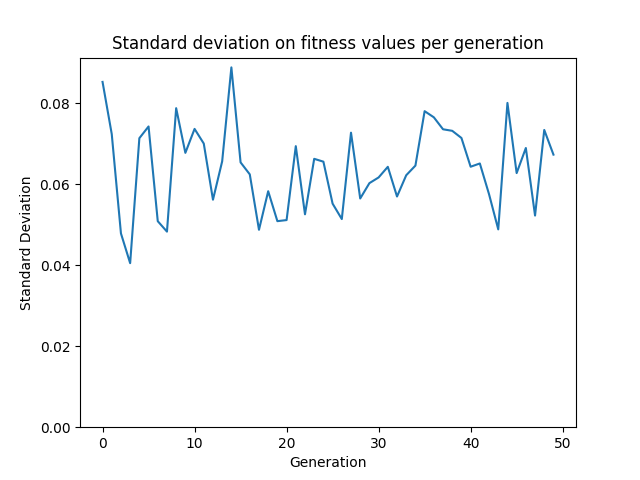 Standard deviation on fitness values per generation
Standard Deviation
0.08
0.06
0.04
0.02
0.00
0 10 20 30 40 50
Generation